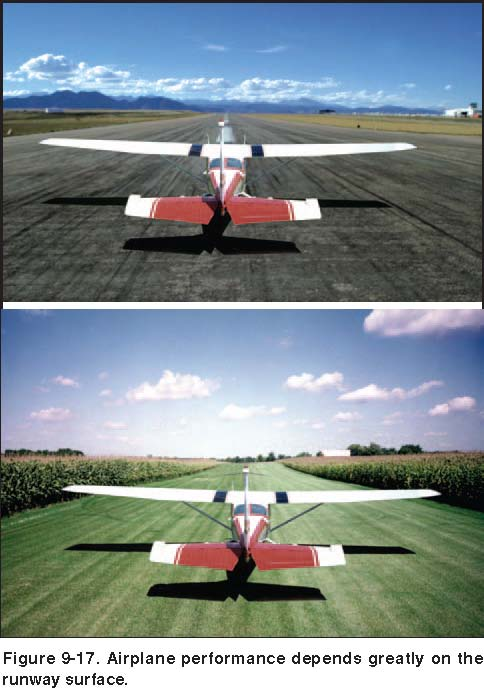 Figure 9-17. Airplane performance depends greatly on the
runway surface.